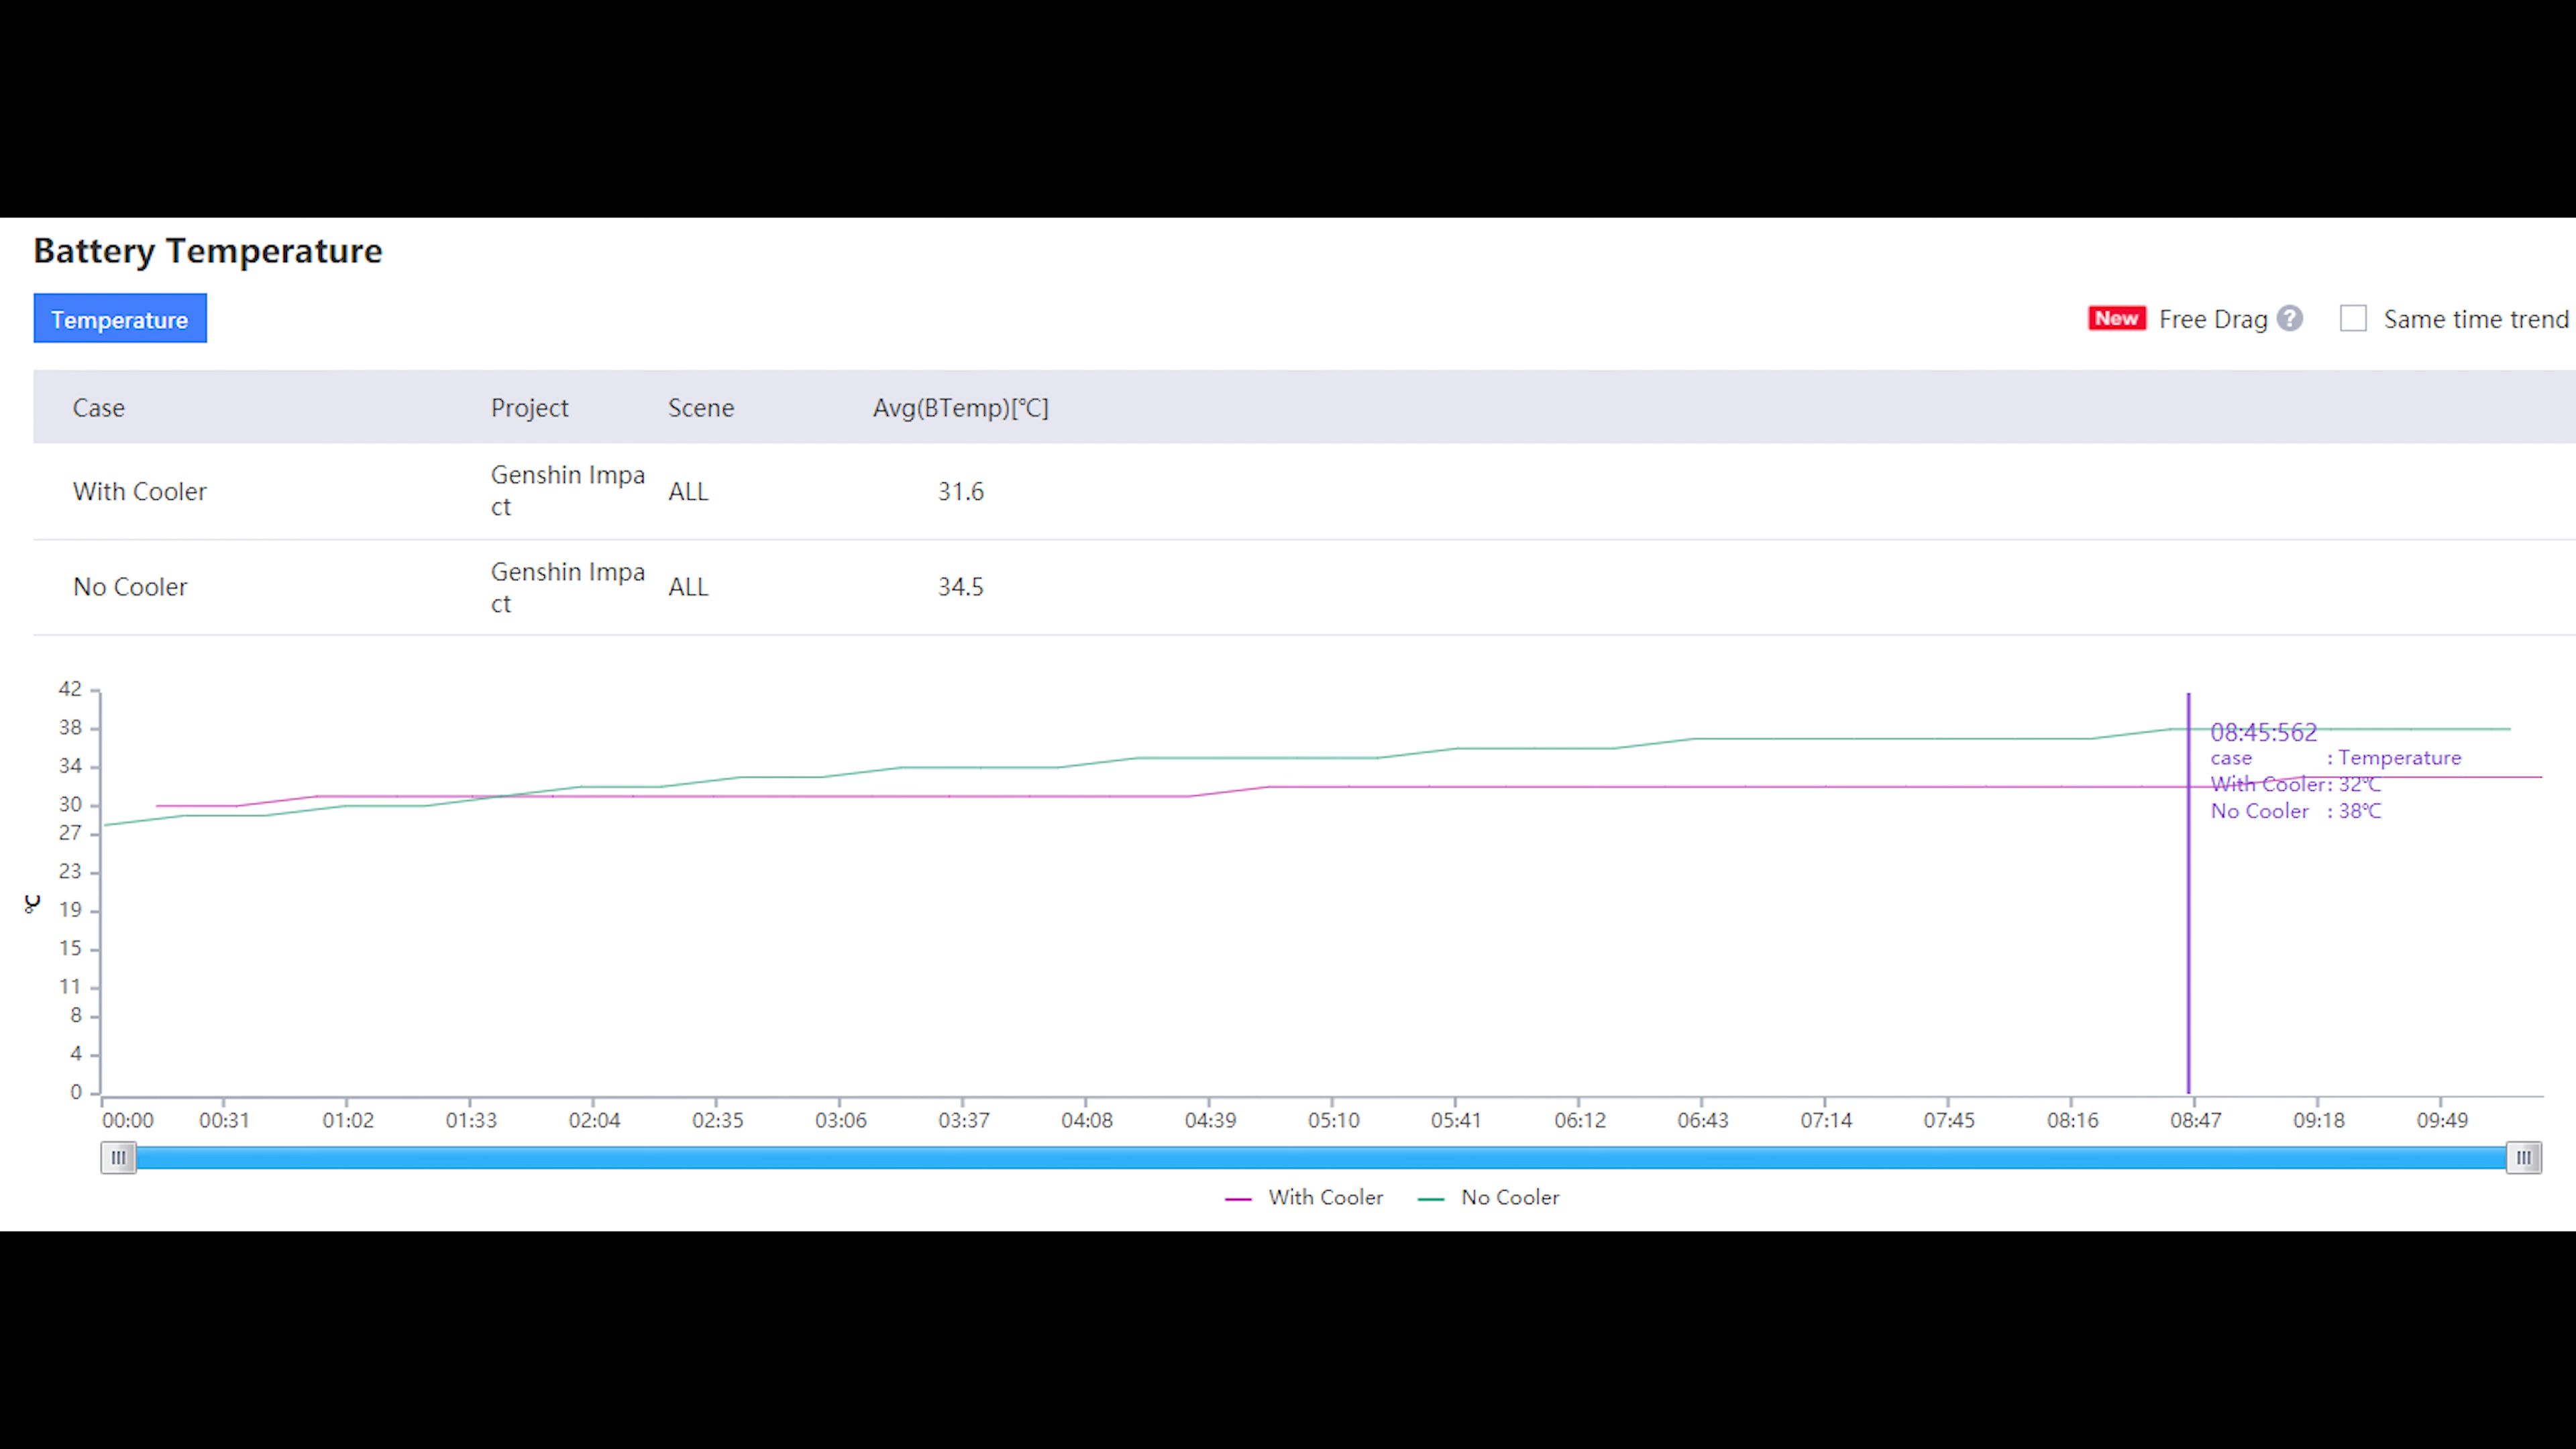 Battery Temperature
Temperature
New Free Drag ? Same time trend
Case Project Scene Avg(BTemp)[℃]
With Cooler Genshin Impa ALL 31.6
ct
No Cooler Genshin Impa ALL 34.5
ct
42
38
34
30
27
23
19
15
11
8
4
0
℃
08:45:562
case : Temperature
With Cooler: 32℃
No Cooler : 38℃
00:00 00:31 01:02 01:33 02:04 02:35 03:06 03:37 04:08 04:39 05:10 05:41 06:12 06:43 07:14 07:45 08:16 08:47 09:18 09:49
With Cooler No Cooler